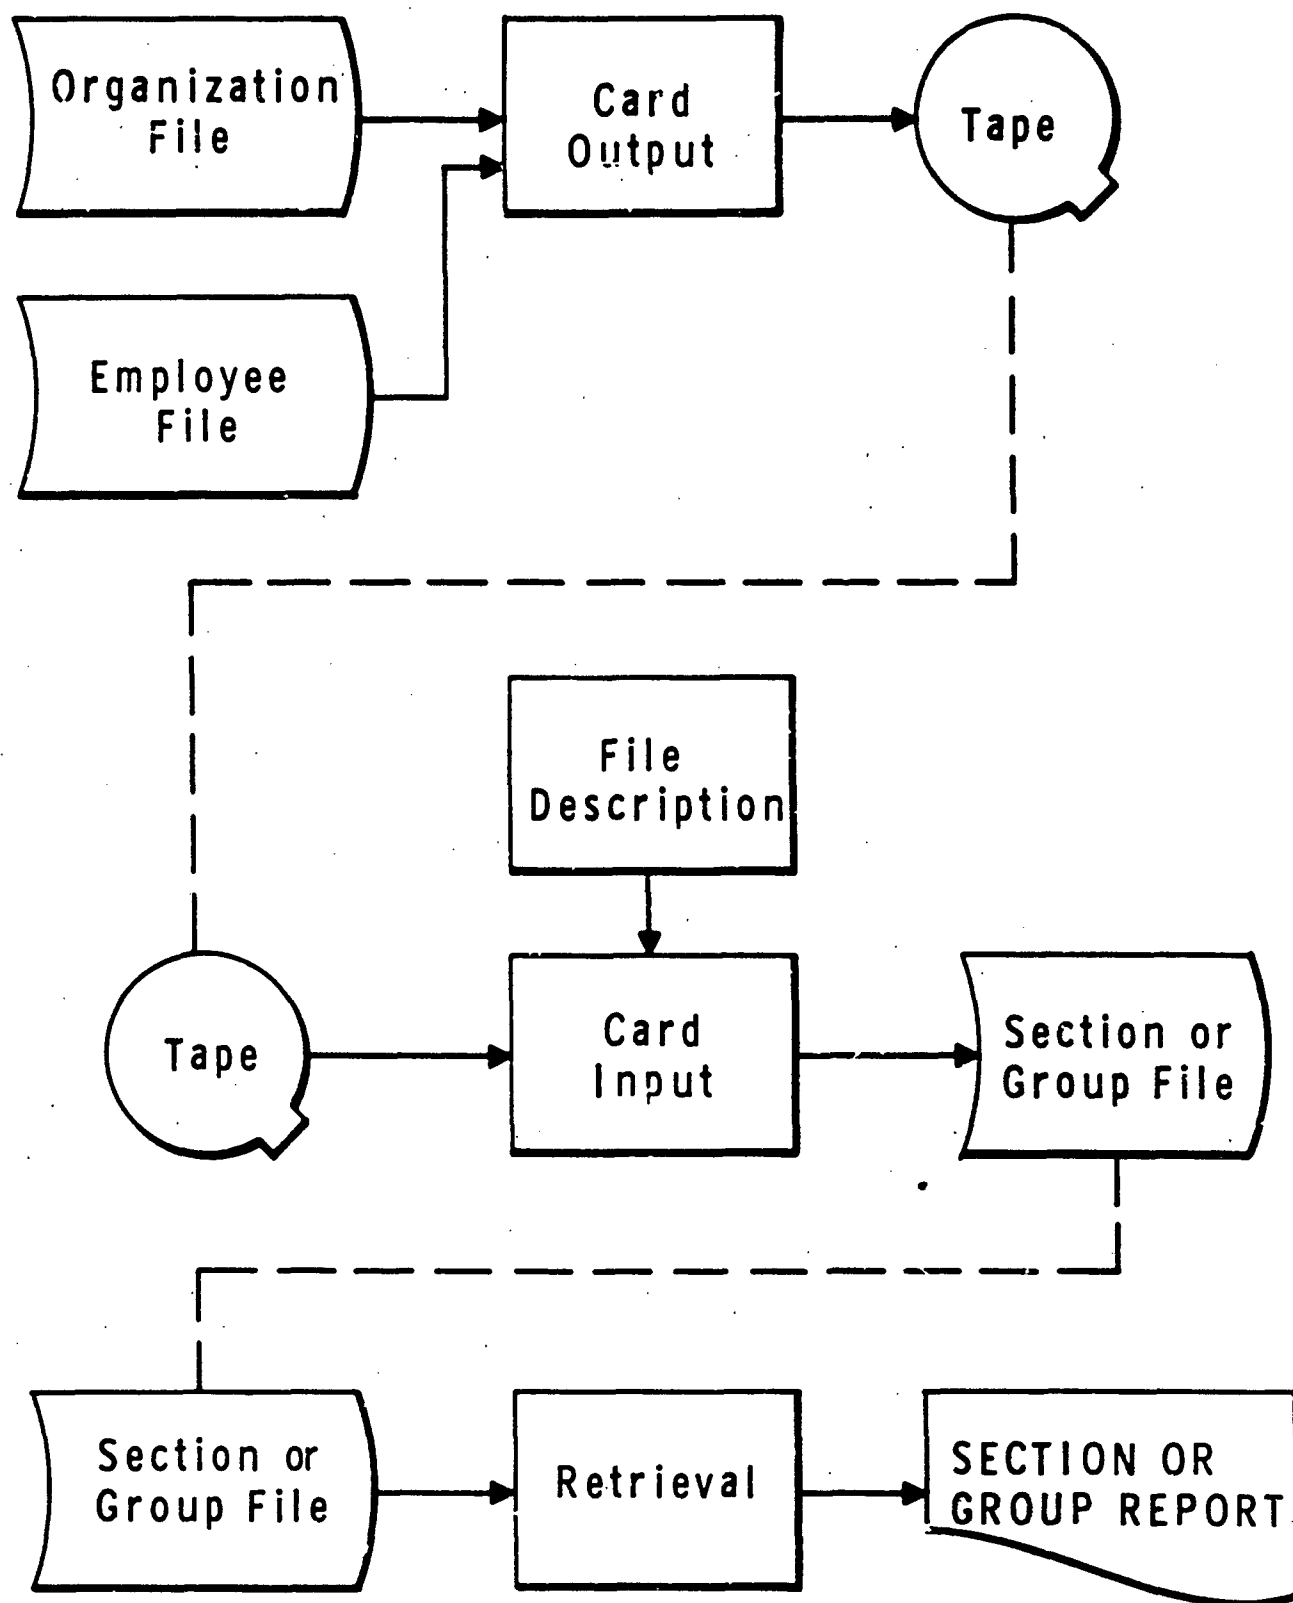 Organization
File
Card
Output
Tape
Employee
File
File
Description
Tape
Card
Input
Section or
Group File
Section or
Group File
Retrieval
SECTION OR
GROUP REPORT